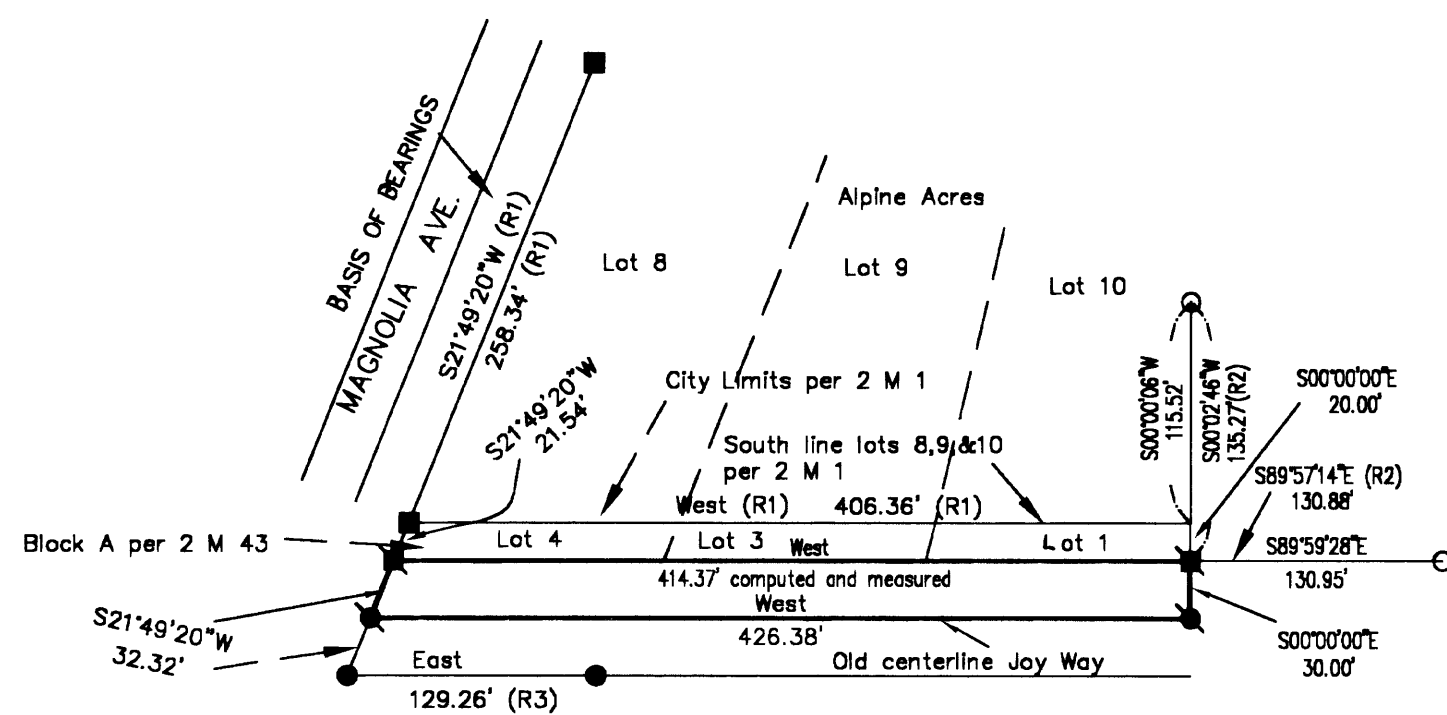 BASIS OF BEARINGS
MAGNOLIA AVE.
S21°49'20"W (R1)
258.34' (R1)
S21°49'20"W
21.54'
Alpine Acres
Lot 8
Lot 9
Lot 10
City Limits per 2 M 1
South line lots 8,9,&10
per 2 M 1
West (R1) 406.36' (R1)
S00°00'06"W
115.52'
S00°02'46"W
135.27'(R2)
S00°00'00"E
20.00'
S89°57'14"E (R2)
130.88'
S89°59'28"E
130.95'
Block A per 2 M 43
Lot 4
Lot 3
West
Lot 1
414.37' computed and measured
West
426.38'
S21°49'20"W
32.32'
East
129.26' (R3)
Old centerline Joy Way
S00°00'00"E
30.00'